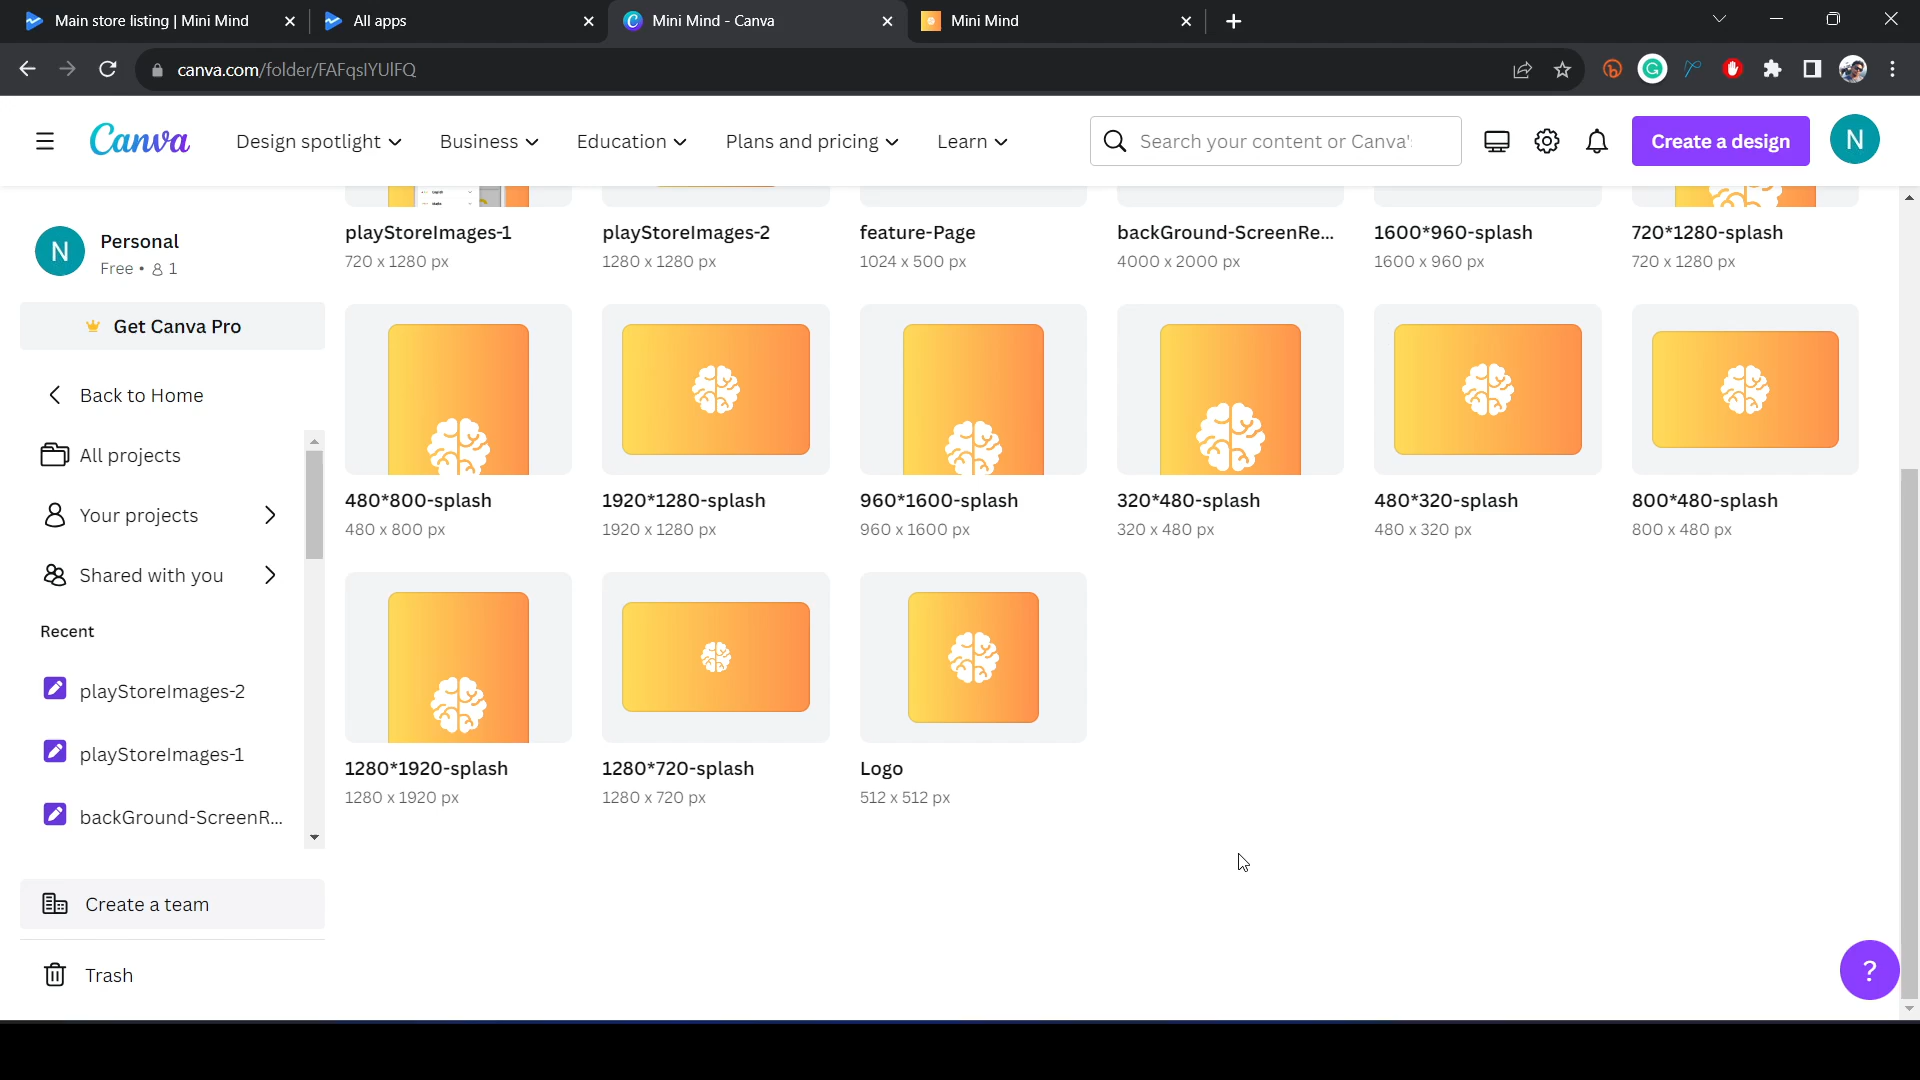 Main store listing | Mini Mind
All apps
Mini Mind - Canva
Mini Mind
canva.com/folder/FAFqsIYUlFQ
Canva
Design spotlight
Business
Education
Plans and pricing
Learn
Search your content or Canva's
Create a design
N
N
Personal
Free • 1
Get Canva Pro
Back to Home
All projects
Your projects
Shared with you
Recent
playStoreImages-2
playStoreImages-1
backGround-ScreenR...
Create a team
Trash
playStoreImages-1
720 x 1280 px
playStoreImages-2
1280 x 1280 px
feature-Page
1024 x 500 px
backGround-ScreenRe...
4000 x 2000 px
1600*960-splash
1600 x 960 px
720*1280-splash
720 x 1280 px
480*800-splash
480 x 800 px
1920*1280-splash
1920 x 1280 px
960*1600-splash
960 x 1600 px
320*480-splash
320 x 480 px
480*320-splash
480 x 320 px
800*480-splash
800 x 480 px
1280*1920-splash
1280 x 1920 px
1280*720-splash
1280 x 720 px
Logo
512 x 512 px
?